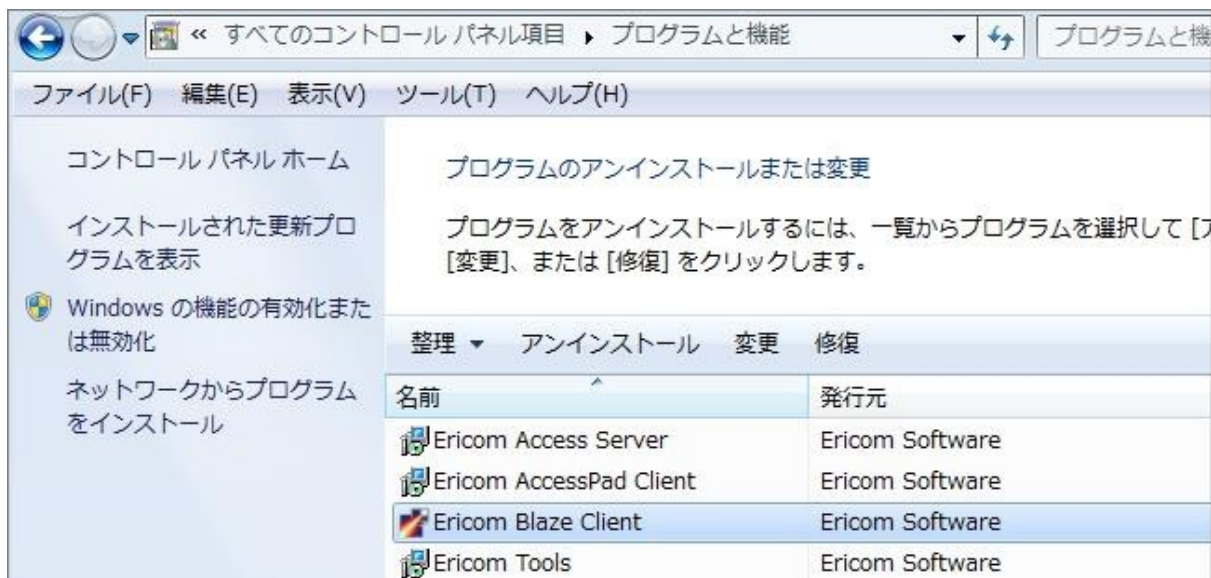 « すべてのコントロール パネル項目 ▸ プログラムと機能
プログラムと機
ファイル(F) 編集(E) 表示(V) ツール(T) ヘルプ(H)
コントロール パネル ホーム
インストールされた更新プロ
グラムを表示
Windows の機能の有効化また
は無効化
ネットワークからプログラム
をインストール
プログラムのアンインストールまたは変更
プログラムをアンインストールするには、一覧からプログラムを選択して [ア
[変更]、または [修復] をクリックします。
整理 アンインストール 変更 修復
名前 発行元
Ericom Access Server Ericom Software
Ericom AccessPad Client Ericom Software
Ericom Blaze Client Ericom Software
Ericom Tools Ericom Software